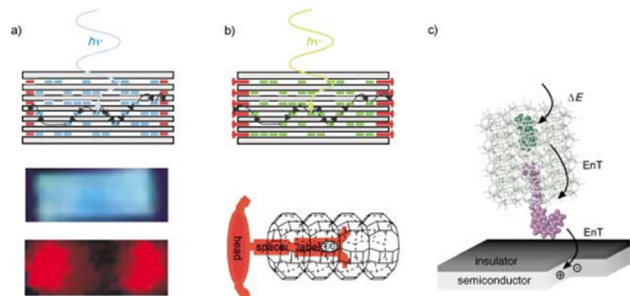 a)
hν
b)
hν
head
spacer
label
c)
ΔE
EnT
EnT
insulator
semiconductor
⊕
⊙